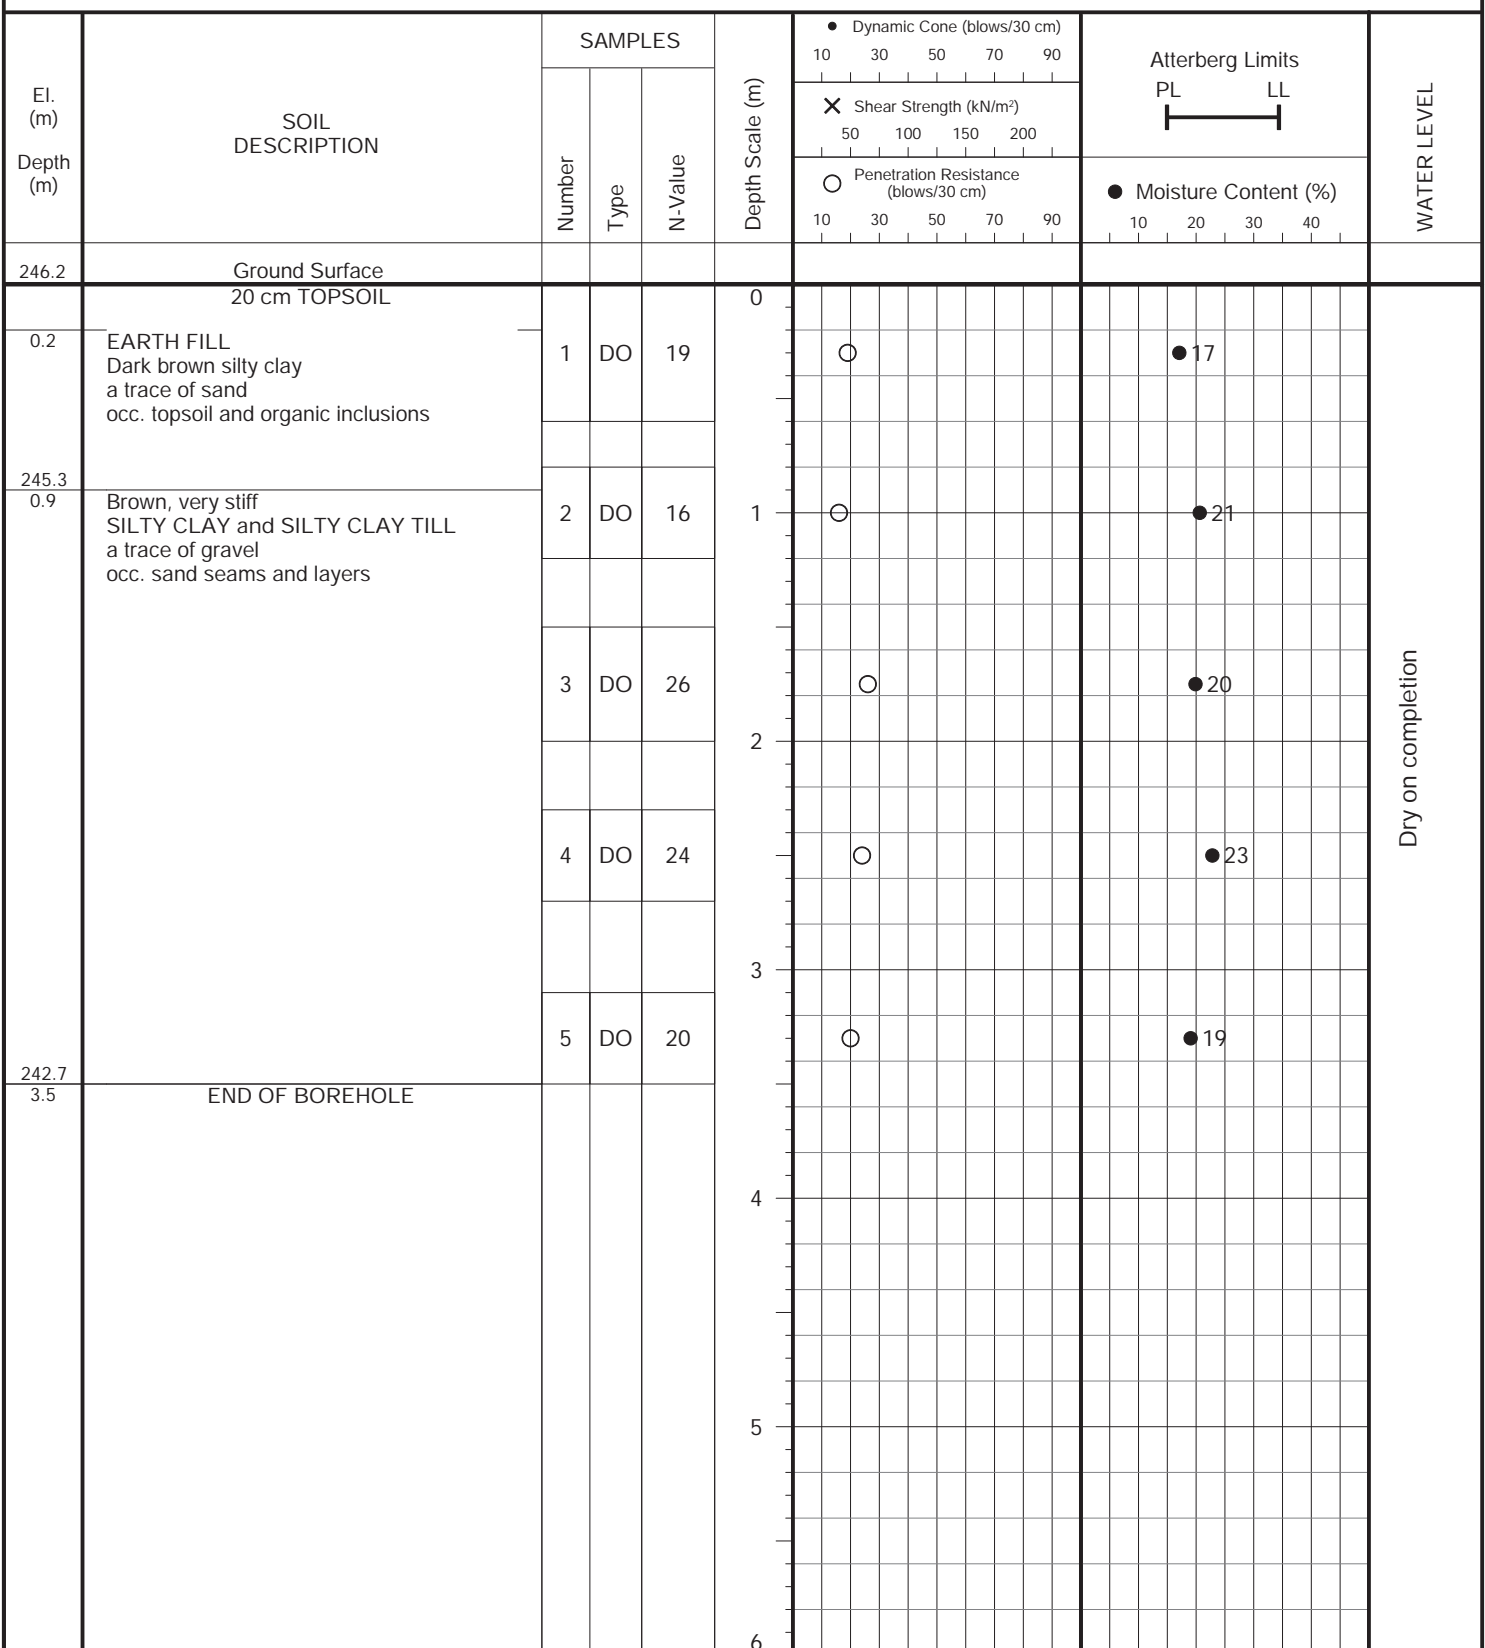 El.
(m)
Depth
(m)
SOIL
DESCRIPTION
SAMPLES
Number
Type
N-Value
Depth Scale (m)
Dynamic Cone (blows/30 cm)
10 30 50 70 90
Shear Strength (kN/m²)
50 100 150 200
Penetration Resistance
(blows/30 cm)
10 30 50 70 90
Atterberg Limits
PL LL
Moisture Content (%)
10 20 30 40
WATER LEVEL
246.2 Ground Surface
20 cm TOPSOIL 0
0.2 EARTH FILL
Dark brown silty clay
a trace of sand
occ. topsoil and organic inclusions
1 DO 19 17
245.3
0.9 Brown, very stiff
SILTY CLAY and SILTY CLAY TILL
a trace of gravel
occ. sand seams and layers
2 DO 16 1 21
3 DO 26 20
2
4 DO 24 23
3
5 DO 20 19
242.7
3.5 END OF BOREHOLE
4
5
6
Dry on completion